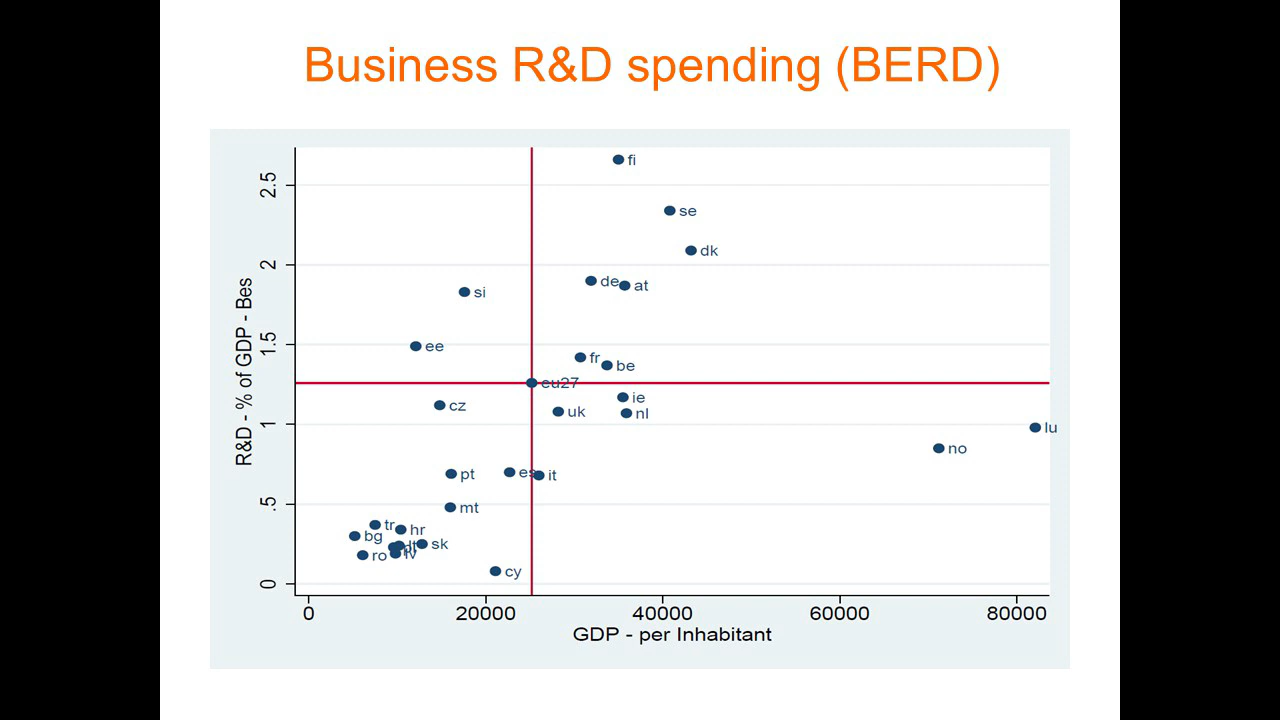 Business R&D spending (BERD)
R&D - % of GDP - Bes
2.5
2
1.5
1
.5
0
fi
se
dk
de
at
si
ee
fr
be
eu27
ie
cz
uk
nl
lu
no
pt
es
it
mt
tr
hr
bg
sk
ro
lv
cy
0 20000 40000 60000 80000
GDP - per Inhabitant